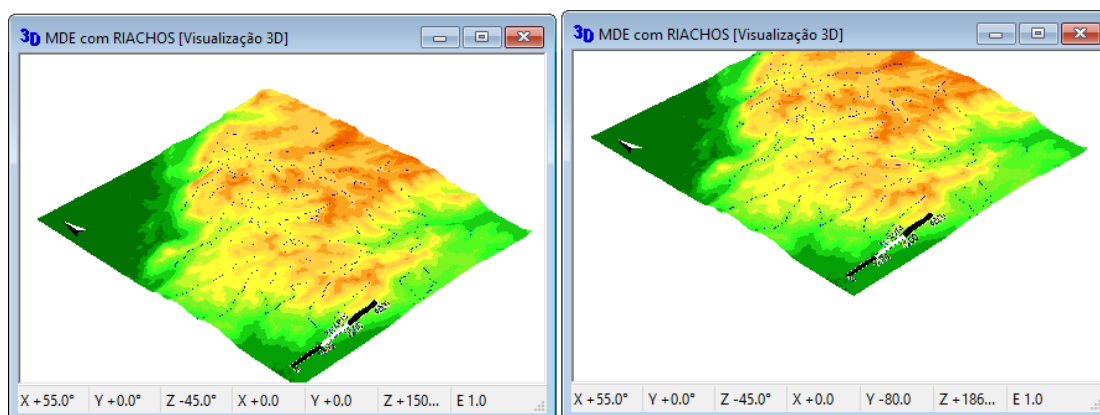 3D MDE com RIACHOS [Visualização 3D]
X +55.0° Y +0.0° Z -45.0° X +0.0 Y +0.0 Z +150... E 1.0
3D MDE com RIACHOS [Visualização 3D]
X +55.0° Y +0.0° Z -45.0° X +0.0 Y -80.0 Z +186... E 1.0